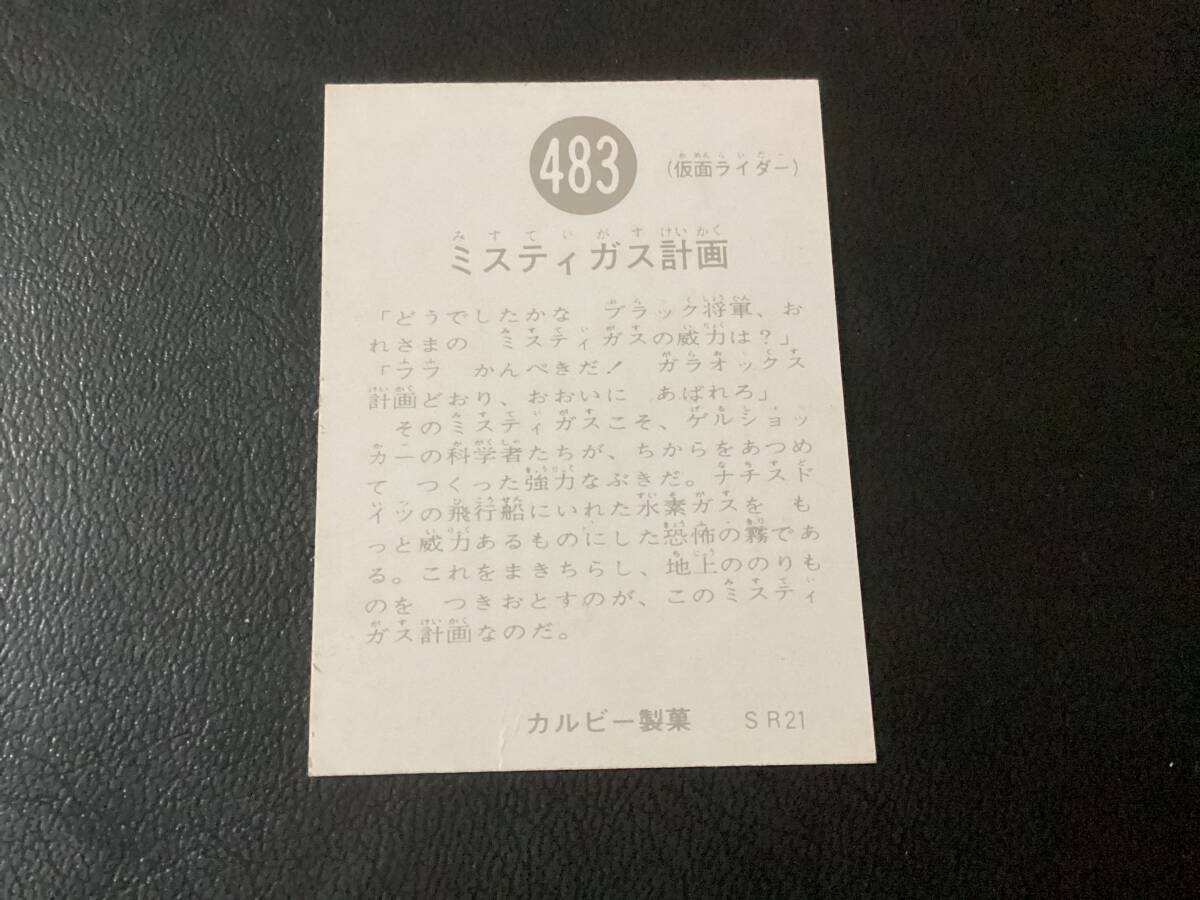 483
(仮面ライダー)
ミスティガス計画
「どうでしたかな ブラック将軍、お
れさまの ミスティガスの威力は?」
「ララ かんぺきだ! ガラオックス
計画どおり、おおいに あばれろ」
そのミスティガスこそ、ゲルショッ
カーの科学者たちが、ちからをあつめ
て つくった強力なぶきだ。ナチスド
イツの飛行船にいれた水素ガスを も
っと威力あるものにした恐怖の霧であ
る。これをまきちらし、地上ののりも
のを つきおとすのが、このミスティ
ガス計画なのだ。
カルビー製菓 SR21